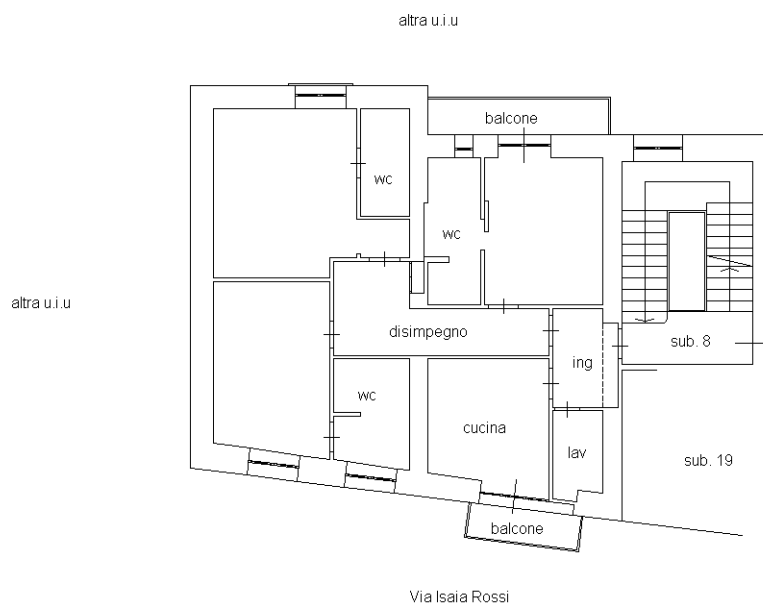 altra u.i.u
balcone
wc
wc
altra u.i.u
disimpegno
sub. 8
ing
wc
cucina
lav
sub. 19
balcone
Via Isaia Rossi